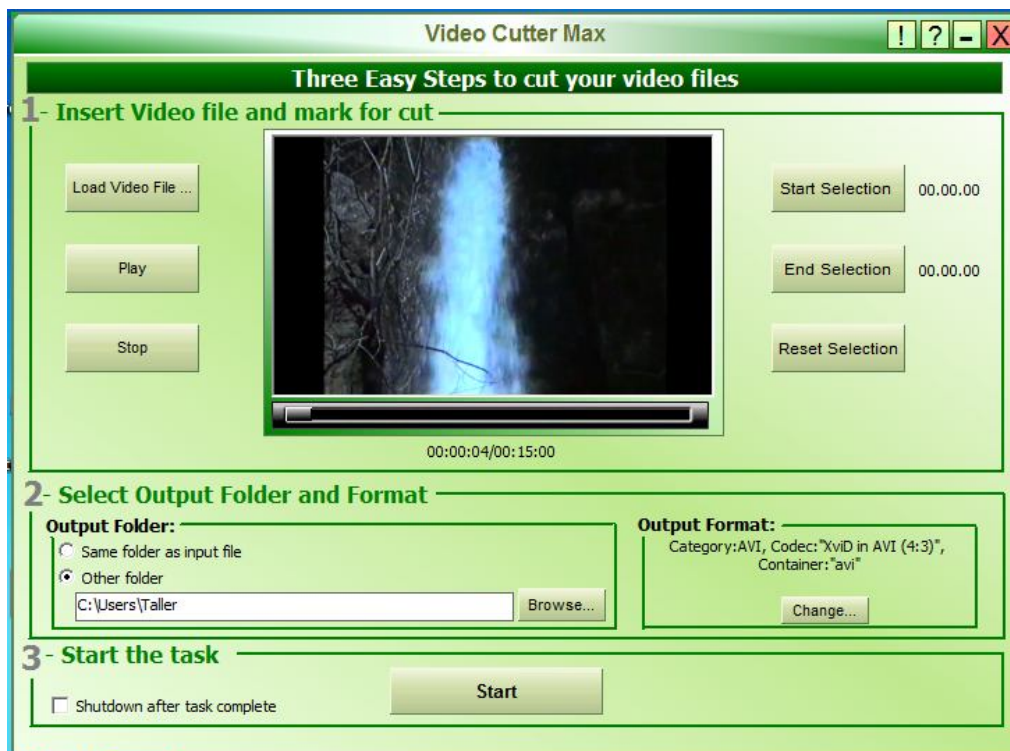 Video Cutter Max
! ? - X
Three Easy Steps to cut your video files
1- Insert Video file and mark for cut
Load Video File ...
Play
Stop
Start Selection 00.00.00
End Selection 00.00.00
Reset Selection
00:00:04/00:15:00
2- Select Output Folder and Format
Output Folder:
Same folder as input file
Other folder
C:\Users\Taller
Browse...
Output Format:
Category:AVI, Codec:"XviD in AVI (4:3)",
Container:"avi"
Change...
3- Start the task
Shutdown after task complete
Start